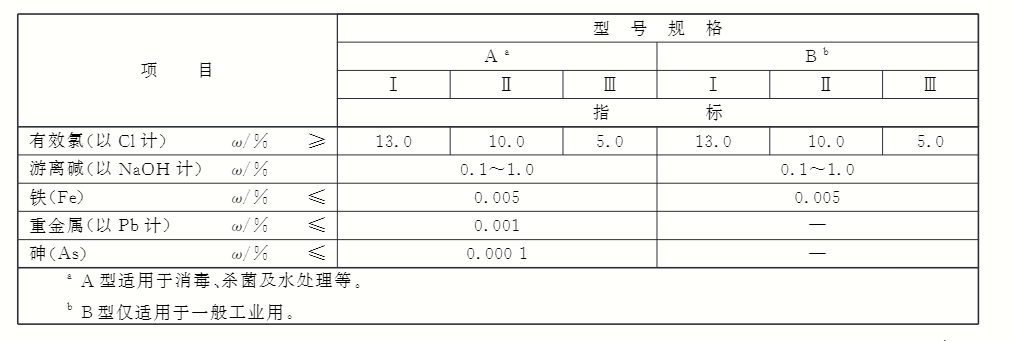 项 目 型 号 规 格
A a B b
Ⅰ Ⅱ Ⅲ Ⅰ Ⅱ Ⅲ
指 标
有效氯(以 Cl 计) ω/% ≥ 13.0 10.0 5.0 13.0 10.0 5.0
游离碱(以 NaOH 计) ω/% 0.1~1.0 0.1~1.0
铁(Fe) ω/% ≤ 0.005 0.005
重金属(以 Pb 计) ω/% ≤ 0.001 —
砷(As) ω/% ≤ 0.000 1 —
a A 型适用于消毒、杀菌及水处理等。
b B 型仅适用于一般工业用。